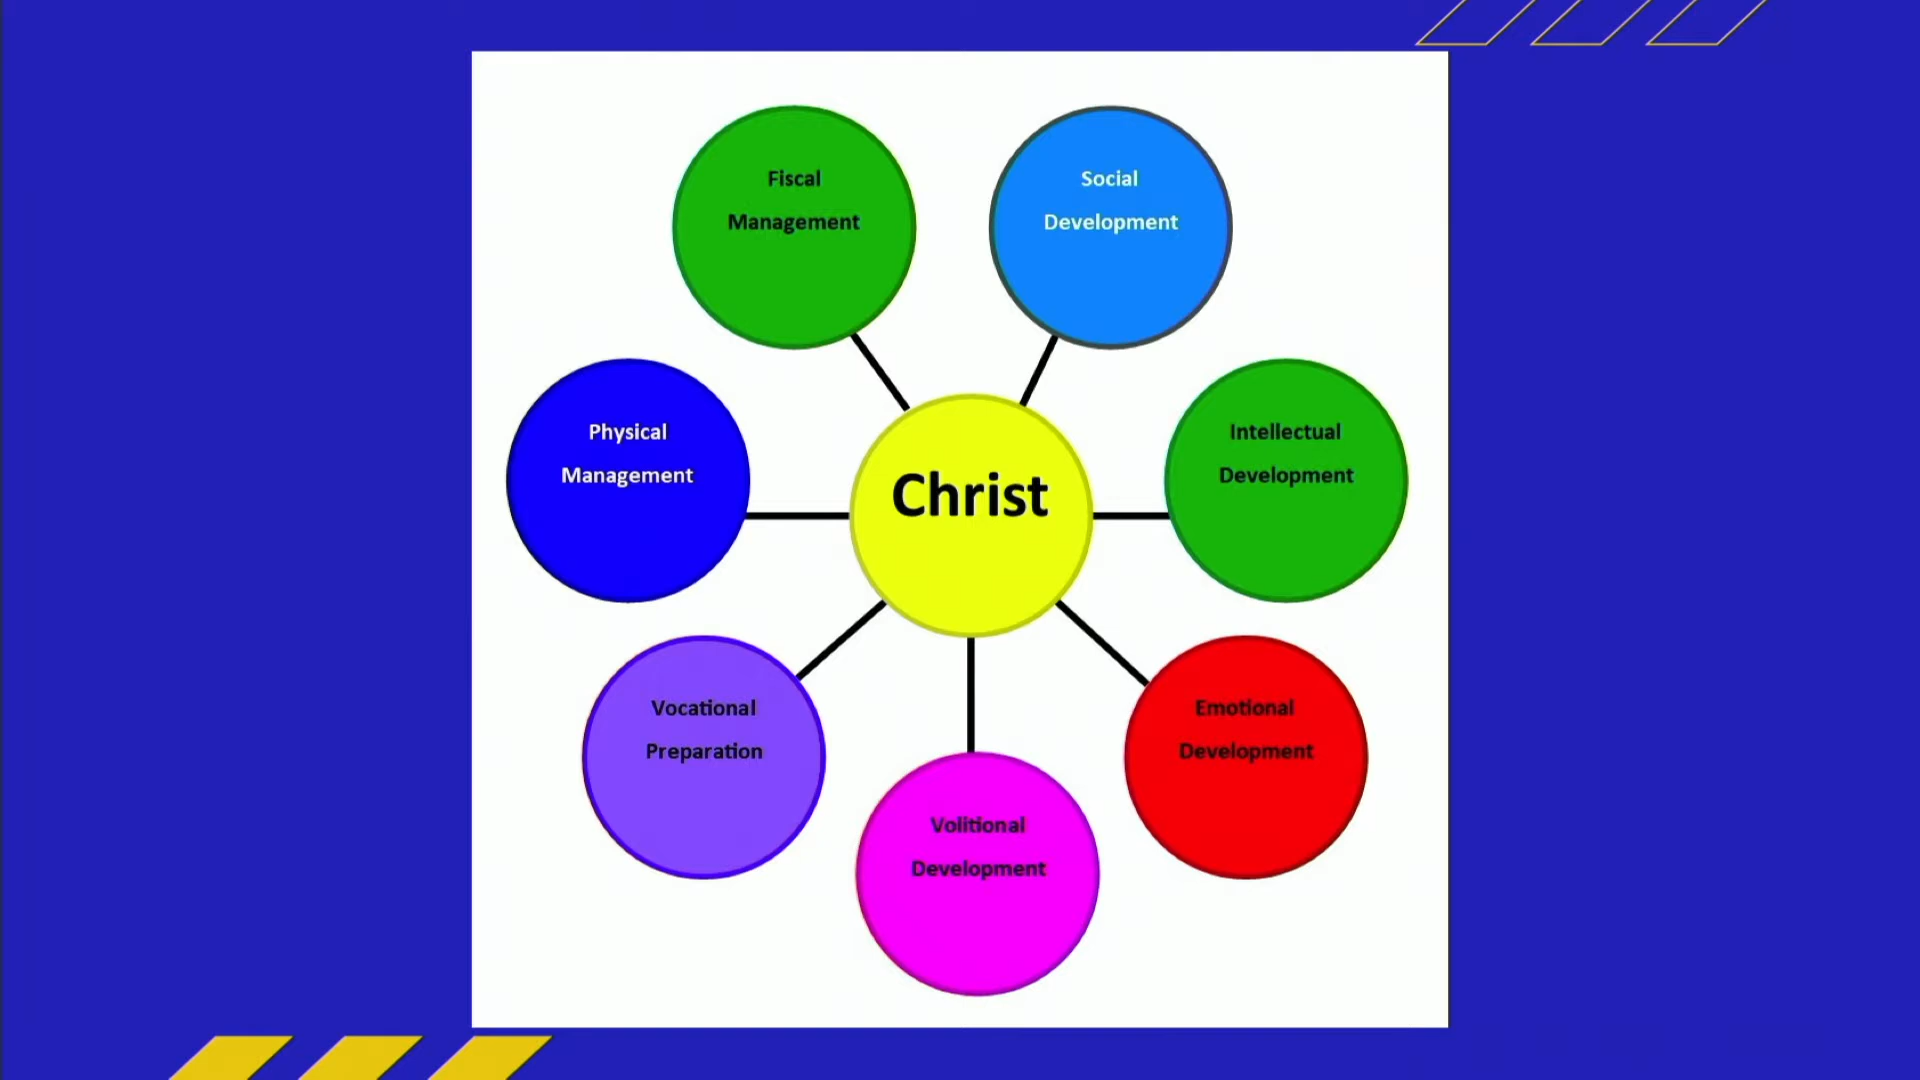 Fiscal
Management
Social
Development
Physical
Management
Christ
Intellectual
Development
Vocational
Preparation
Volitional
Development
Emotional
Development